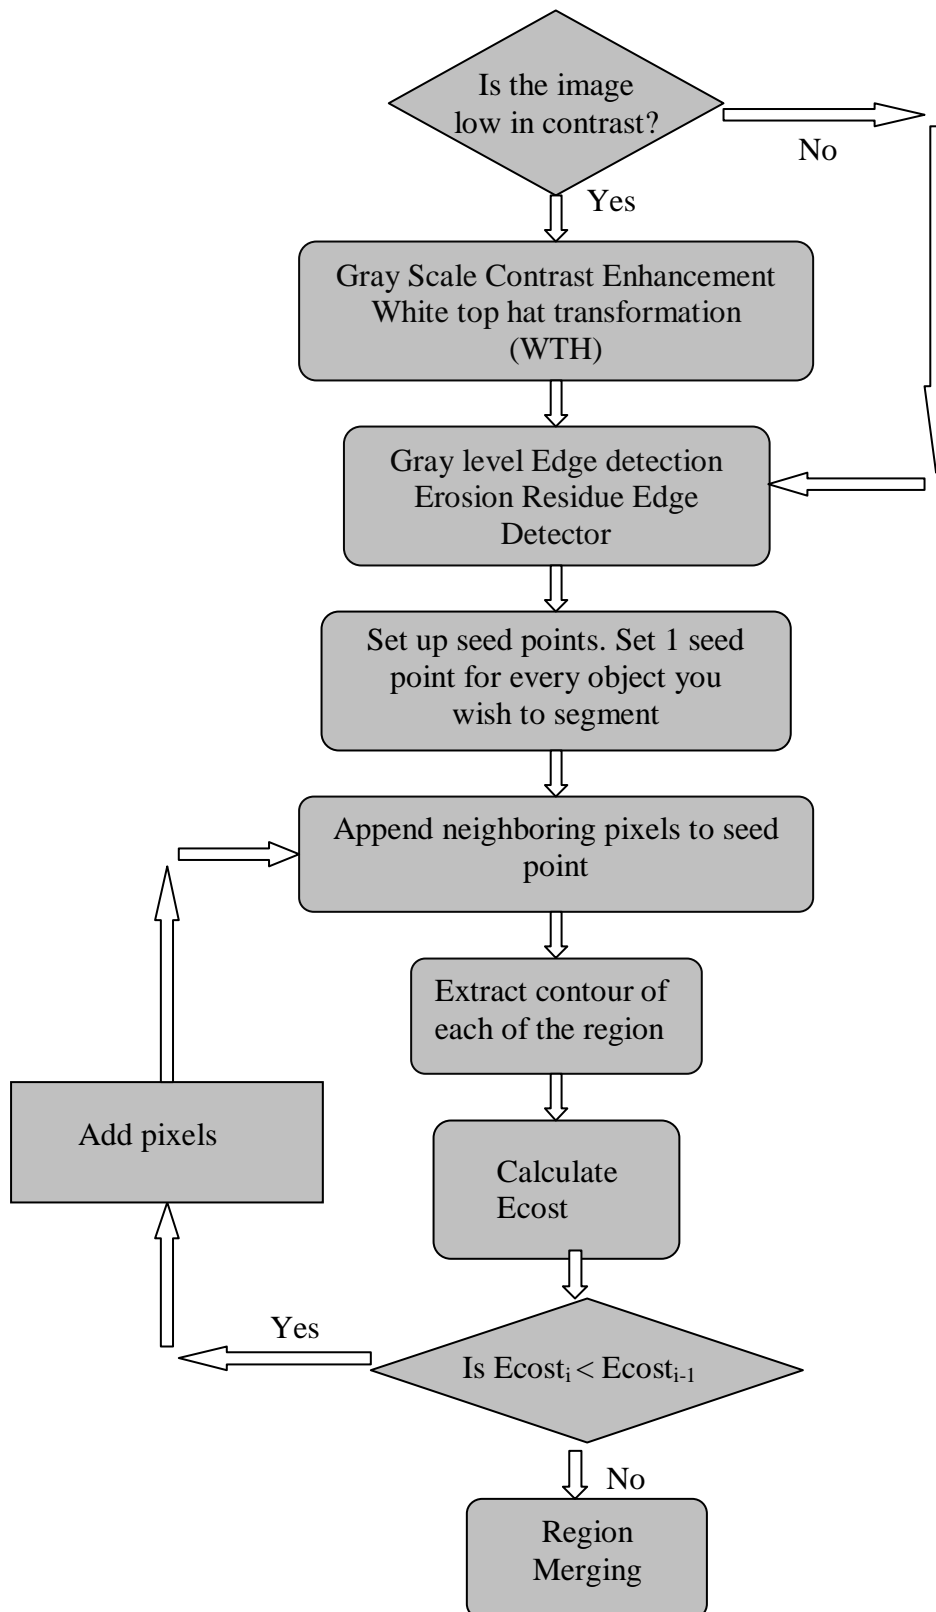 Is the image
low in contrast?
No
Yes
Gray Scale Contrast Enhancement
White top hat transformation
(WTH)
Gray level Edge detection
Erosion Residue Edge
Detector
Set up seed points. Set 1 seed
point for every object you
wish to segment
Append neighboring pixels to seed
point
Extract contour of
each of the region
Add pixels
Calculate
Ecost
Yes
Is Ecostᵢ < Ecostᵢ₋₁
No
Region
Merging